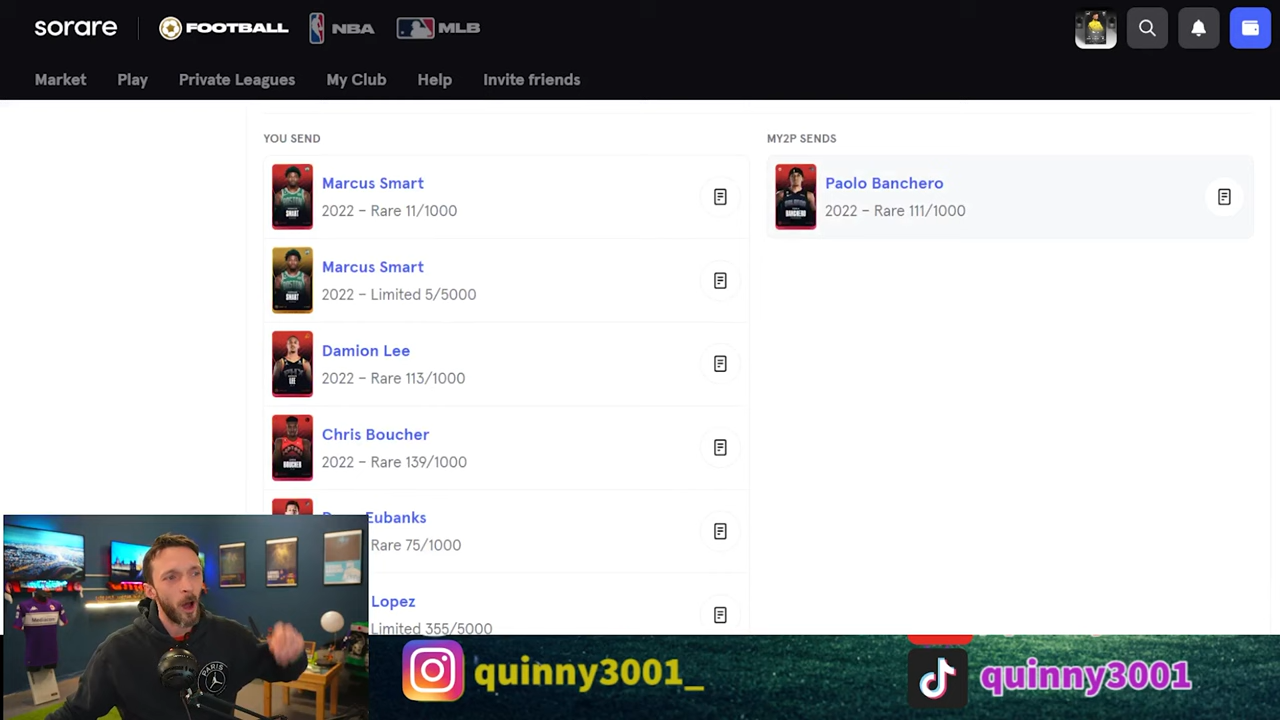 sorare FOOTBALL NBA MLB
Market Play Private Leagues My Club Help Invite friends
YOU SEND
Marcus Smart
2022 – Rare 11/1000
Marcus Smart
2022 – Limited 5/5000
Damion Lee
2022 – Rare 113/1000
Chris Boucher
2022 – Rare 139/1000
Eubanks
Rare 75/1000
Lopez
Limited 355/5000
MY2P SENDS
Paolo Banchero
2022 – Rare 111/1000
PARIS
quinny3001_
quinny3001